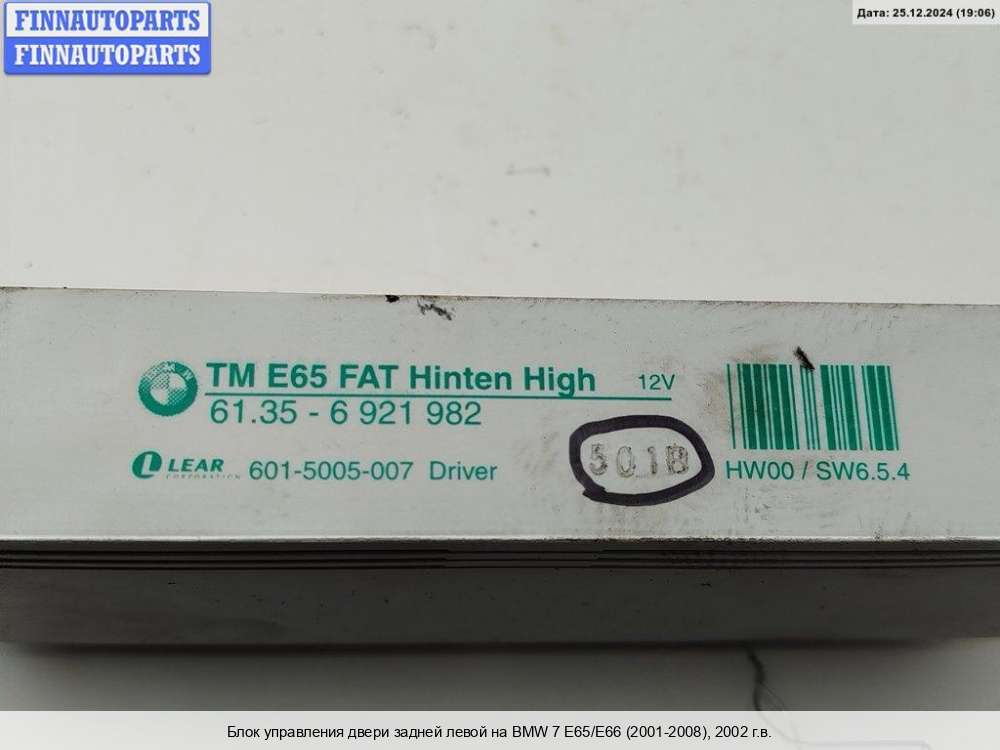 FINNAUTOPARTS
FINNAUTOPARTS
Дата: 25.12.2024 (19:06)
TM E65 FAT Hinten High 12V
61.35 - 6 921 982
LEAR
CORPORATION
601-5005-007 Driver
501B
HW00 / SW6.5.4
Блок управления двери задней левой на BMW 7 E65/E66 (2001-2008), 2002 г.в.